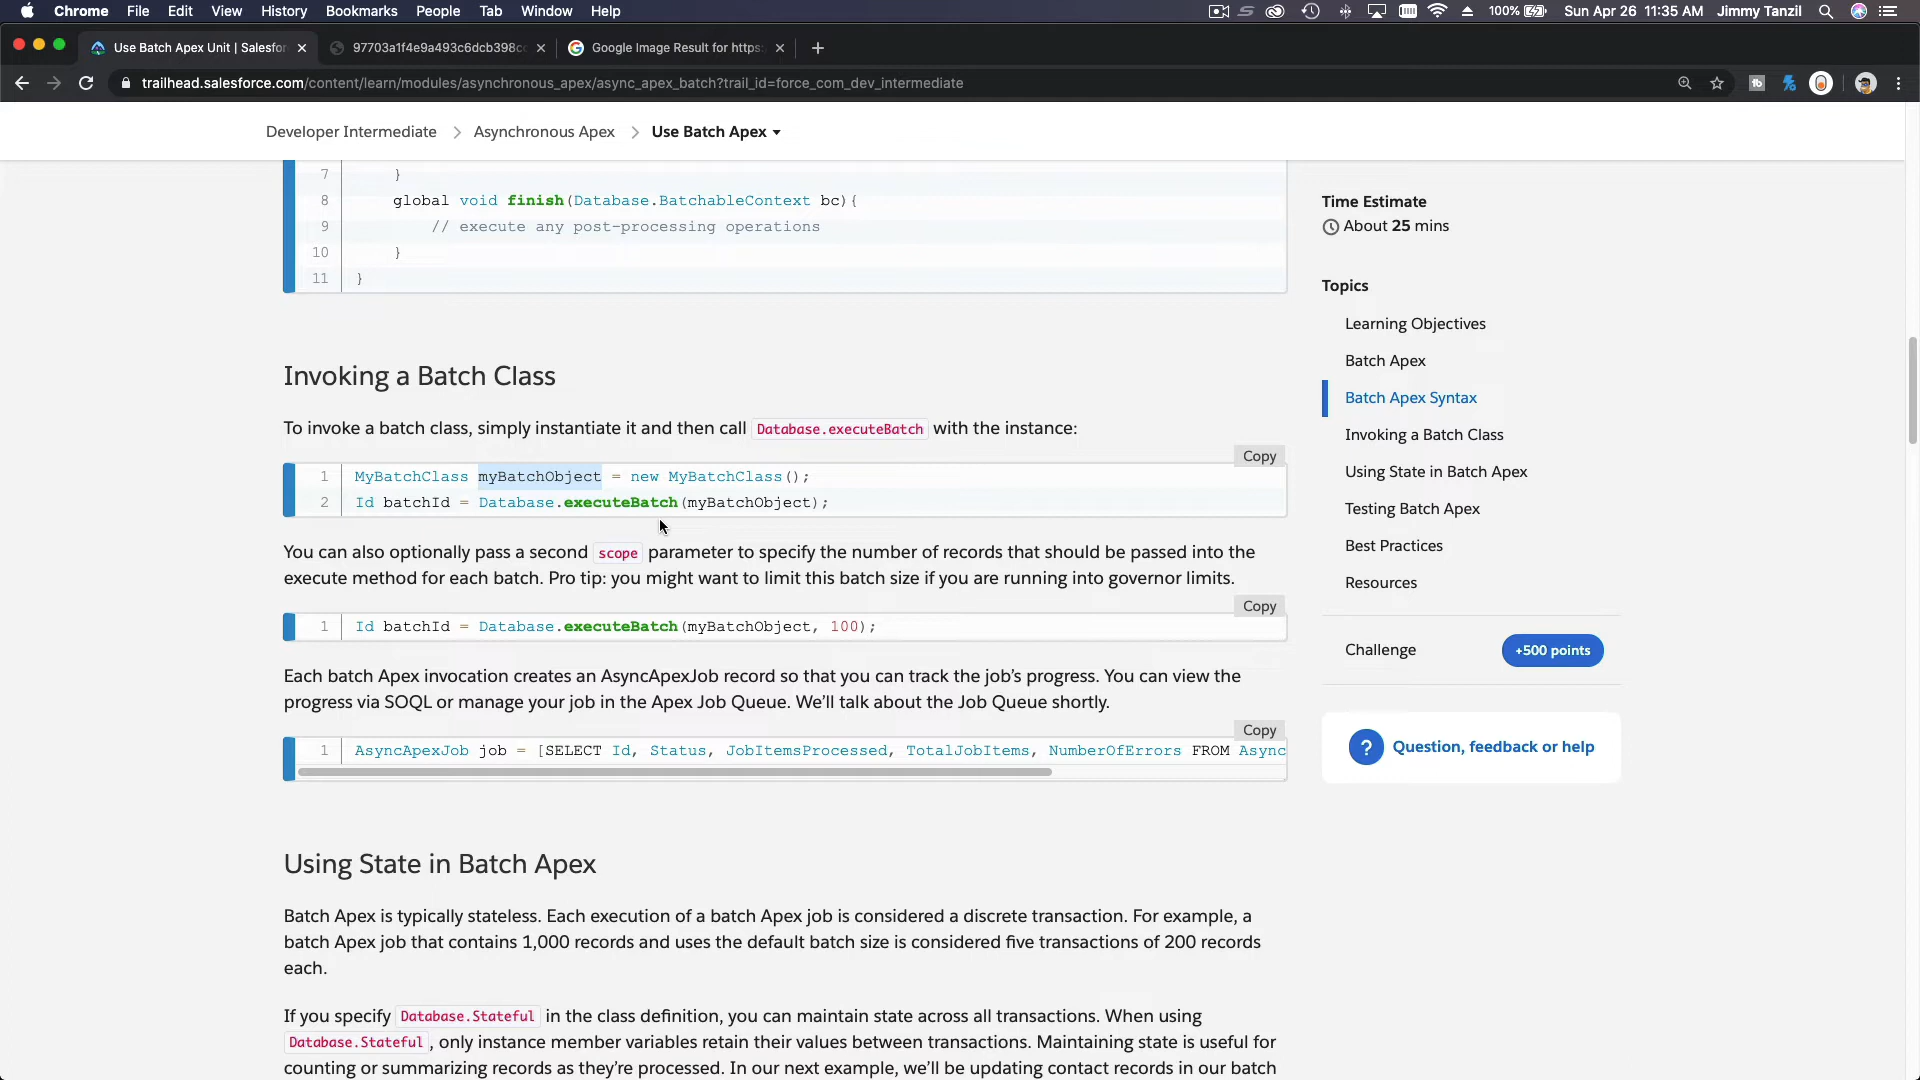 Chrome File Edit View History Bookmarks People Tab Window Help 100% Sun Apr 26 11:35 AM Jimmy Tanzil
Use Batch Apex Unit | Salesfor 97703a1f4e9a493c6dcb398c Google Image Result for https:
trailhead.salesforce.com/content/learn/modules/asynchronous_apex/async_apex_batch?trail_id=force_com_dev_intermediate
Developer Intermediate > Asynchronous Apex > Use Batch Apex
7 }
8 global void finish(Database.BatchableContext bc){
9 // execute any post-processing operations
10 }
11 }
Invoking a Batch Class
To invoke a batch class, simply instantiate it and then call Database.executeBatch with the instance:
Copy
1 MyBatchClass myBatchObject = new MyBatchClass();
2 Id batchId = Database.executeBatch(myBatchObject);
You can also optionally pass a second scope parameter to specify the number of records that should be passed into the
execute method for each batch. Pro tip: you might want to limit this batch size if you are running into governor limits.
Copy
1 Id batchId = Database.executeBatch(myBatchObject, 100);
Each batch Apex invocation creates an AsyncApexJob record so that you can track the job's progress. You can view the
progress via SOQL or manage your job in the Apex Job Queue. We'll talk about the Job Queue shortly.
Copy
1 AsyncApexJob job = [SELECT Id, Status, JobItemsProcessed, TotalJobItems, NumberOfErrors FROM Async
Using State in Batch Apex
Batch Apex is typically stateless. Each execution of a batch Apex job is considered a discrete transaction. For example, a
batch Apex job that contains 1,000 records and uses the default batch size is considered five transactions of 200 records
each.
If you specify Database.Stateful in the class definition, you can maintain state across all transactions. When using
Database.Stateful, only instance member variables retain their values between transactions. Maintaining state is useful for
counting or summarizing records as they're processed. In our next example, we'll be updating contact records in our batch
Time Estimate
About 25 mins
Topics
Learning Objectives
Batch Apex
Batch Apex Syntax
Invoking a Batch Class
Using State in Batch Apex
Testing Batch Apex
Best Practices
Resources
Challenge +500 points
? Question, feedback or help